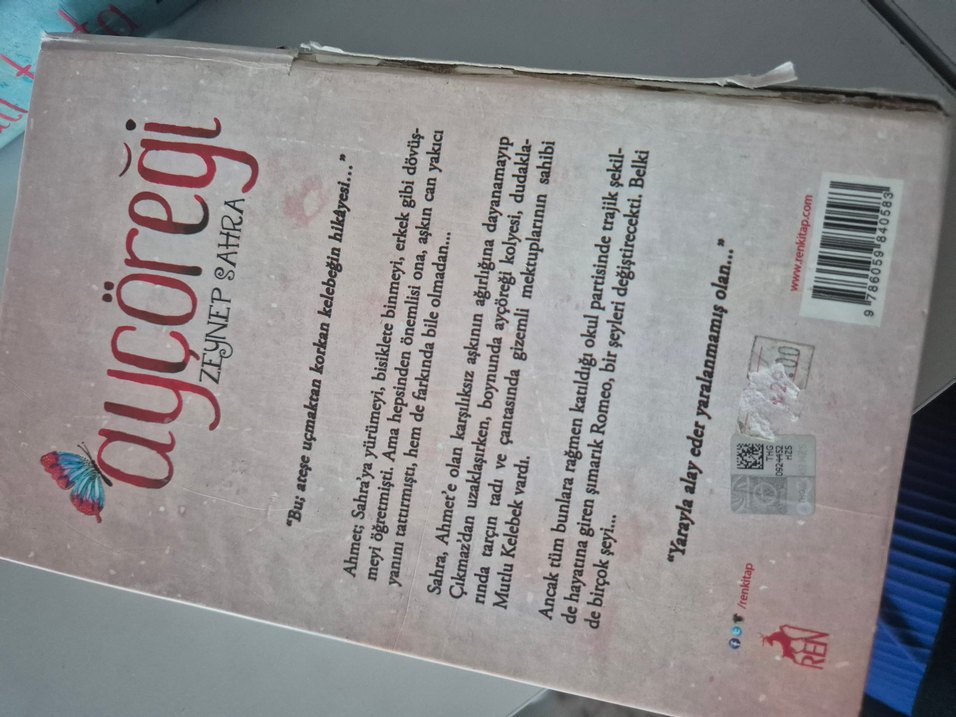 ayçöreği
ZEYNEP SAHRA
"Bu; ateşe uçmaktan korkan kelebeğin hikâyesi..."
Ahmet; Sahra'ya yürümeyi, bisiklete binmeyi, erkek gibi dövüş-
meyi öğretmişti. Ama hepsinden önemlisi ona, aşkın can yakıcı
yanını tattırmıştı, hem de farkında bile olmadan...
Sahra, Ahmet'e olan karşılıksız aşkının ağırlığına dayanamayıp
Çıkmaz'dan uzaklaşırken, boynunda ayçöreği kolyesi, dudakla-
rında tarçın tadı ve çantasında gizemli mektuplarının sahibi
Mutlu Kelebek vardı.
Ancak tüm bunlara rağmen katıldığı okul partisinde trajik şekil-
de hayatına giren şımarık Romeo, bir şeyleri değiştirecekti. Belki
de birçok şeyi...
"Yarayla alay eder yaralanmamış olan..."
/renkitap
REN
THG
0924452
HZS
www.renkitap.com
9 786059 840583